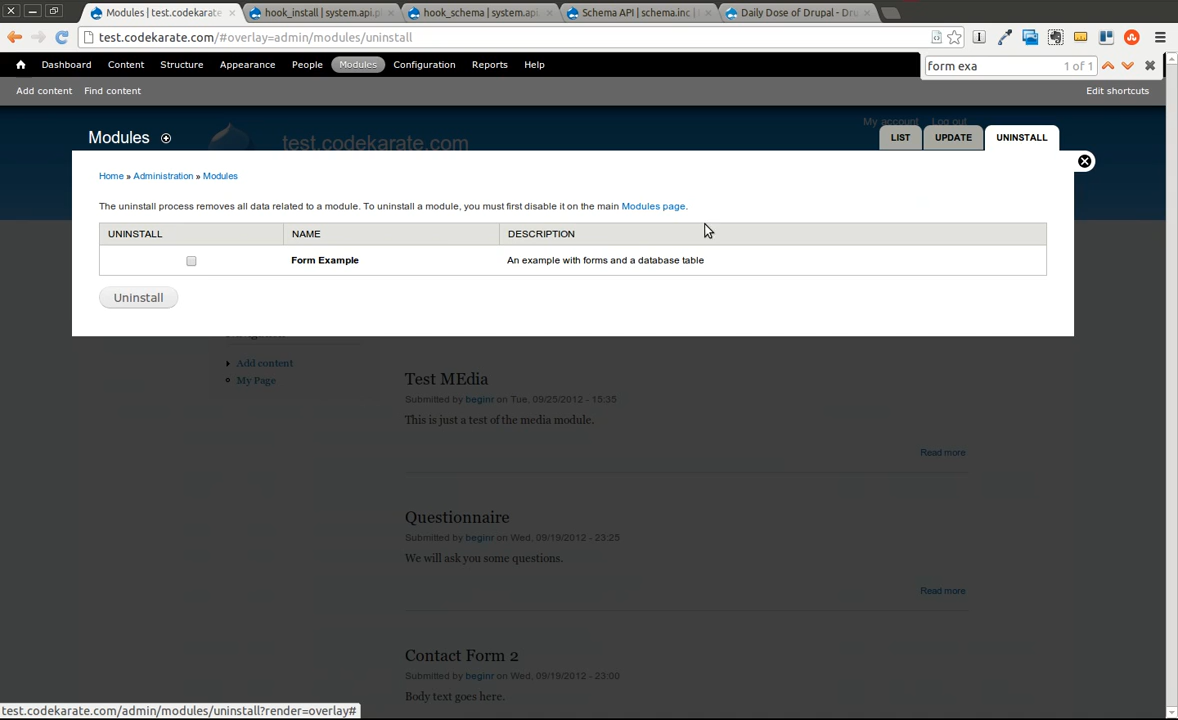 Modules | test.codekarate
hook_install | system.api.p
hook_schema | system.api.
Schema API | schema.inc |
Daily Dose of Drupal - Dru
test.codekarate.com/#overlay=admin/modules/uninstall
Dashboard Content Structure Appearance People Modules Configuration Reports Help
form exa 1 of 1
Add content Find content Edit shortcuts
My account Log out
Modules
test.codekarate.com
LIST UPDATE UNINSTALL
Home » Administration » Modules
The uninstall process removes all data related to a module. To uninstall a module, you must first disable it on the main Modules page.
UNINSTALL NAME DESCRIPTION
Form Example An example with forms and a database table
Uninstall
Add content
My Page
Test MEdia
Submitted by beginr on Tue, 09/25/2012 - 15:35
This is just a test of the media module.
Read more
Questionnaire
Submitted by beginr on Wed, 09/19/2012 - 23:25
We will ask you some questions.
Read more
Contact Form 2
Submitted by beginr on Wed, 09/19/2012 - 23:00
Body text goes here.
test.codekarate.com/admin/modules/uninstall?render=overlay#